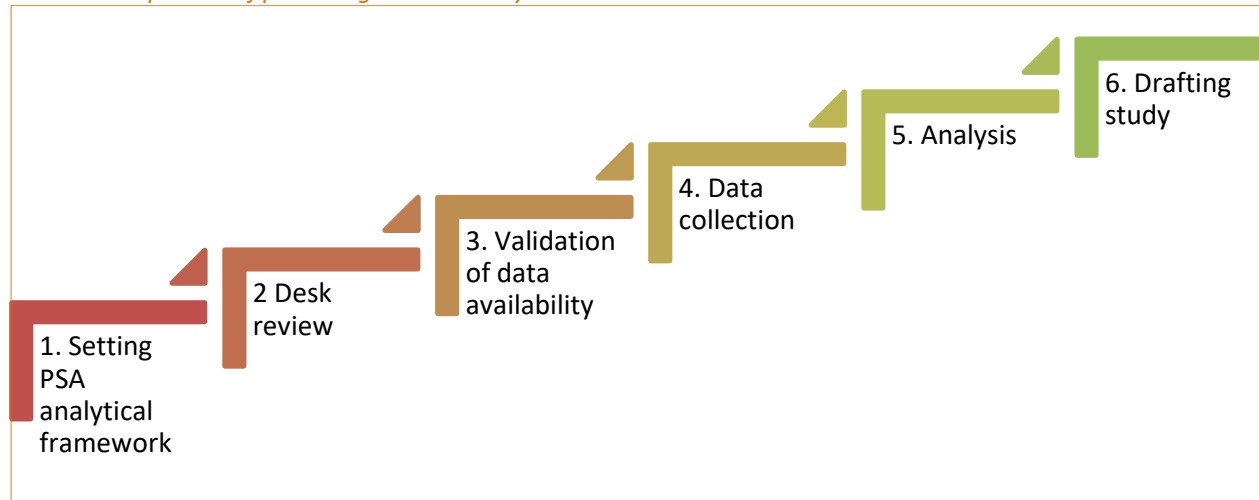 1. Setting
PSA
analytical
framework
2 Desk
review
3. Validation
of data
availability
4. Data
collection
5. Analysis
6. Drafting
study